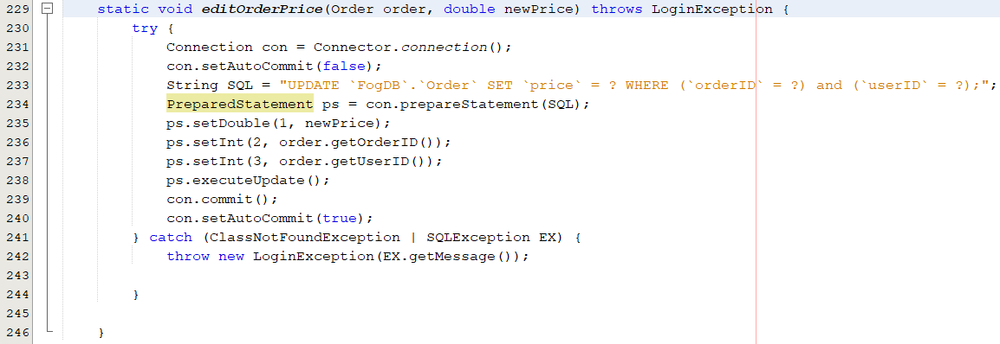 229 static void editOrderPrice(Order order, double newPrice) throws LoginException {
230 try {
231 Connection con = Connector.connection();
232 con.setAutoCommit(false);
233 String SQL = "UPDATE `FogDB`.`Order` SET `price` = ? WHERE (`orderID` = ?) and (`userID` = ?);";
234 PreparedStatement ps = con.prepareStatement(SQL);
235 ps.setDouble(1, newPrice);
236 ps.setInt(2, order.getOrderID());
237 ps.setInt(3, order.getUserID());
238 ps.executeUpdate();
239 con.commit();
240 con.setAutoCommit(true);
241 } catch (ClassNotFoundException | SQLException EX) {
242 throw new LoginException(EX.getMessage());
243
244 }
245
246 }